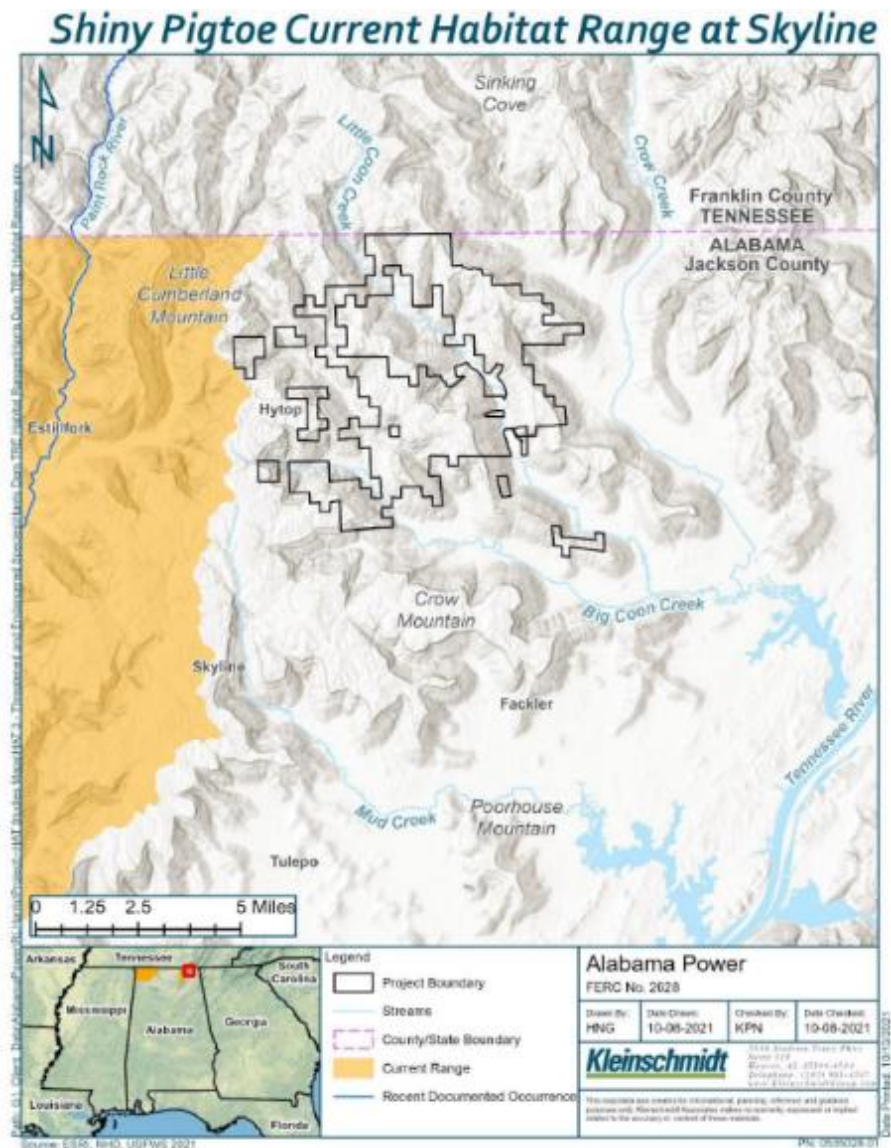 Shiny Pigtoe Current Habitat Range at Skyline
Sinking
Cove
N
Paint Rock River
Little Coon Creek
Crow Creek
Franklin County
TENNESSEE
ALABAMA
Jackson County
Little
Cumberland
Mountain
Hytop
Estillfork
Crow
Mountain
Big Coon Creek
Skyline
Fackler
Tennessee River
Mud Creek
Poorhouse
Mountain
Tulepo
0 1.25 2.5 5 Miles
Arkansas
Tennessee
South
Carolina
Mississippi
Alabama
Georgia
Louisiana
Florida
Legend
Project Boundary
Streams
County/State Boundary
Current Range
Recent Documented Occurrence
Alabama Power
FERC No. 2628
Drawn By:
HNG
Date Drawn:
10-08-2021
Checked By:
KPN
Date Checked:
10-08-2021
Kleinschmidt
Source: ESRI, NHD, USFWS 2021